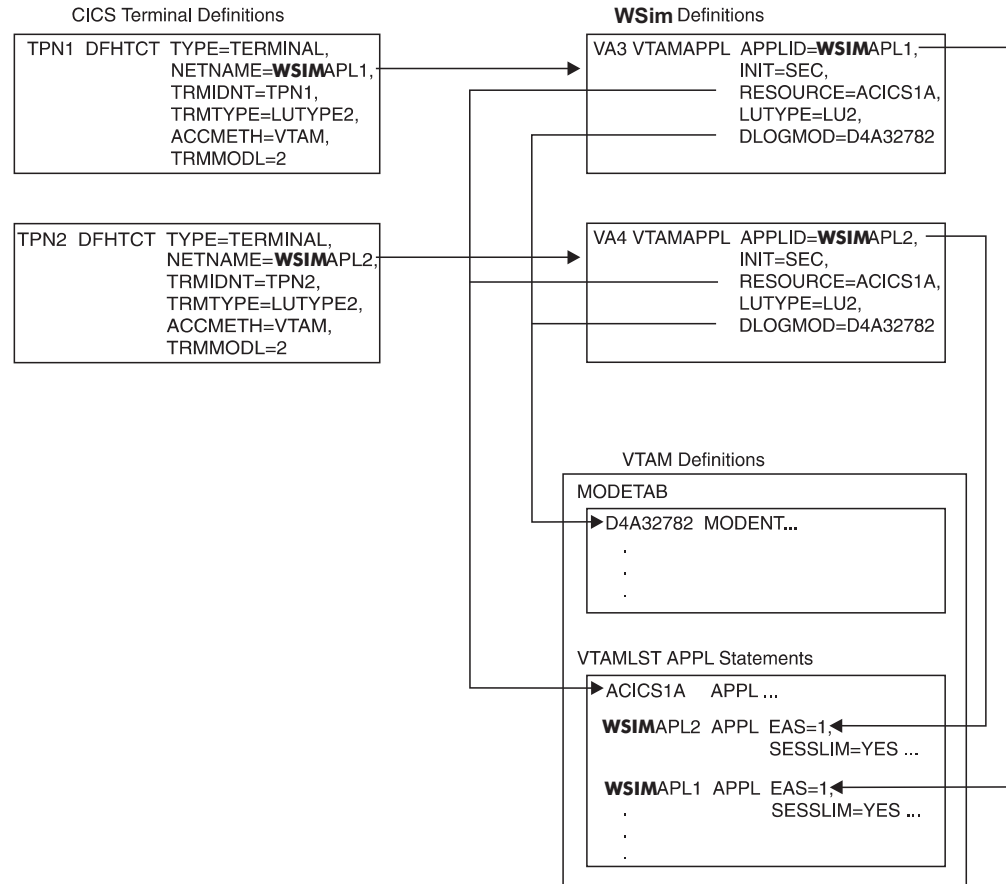 CICS Terminal Definitions
TPN1 DFHTCT TYPE=TERMINAL,
NETNAME=WSIMAPL1,
TRMIDNT=TPN1,
TRMTYPE=LUTYPE2,
ACCMETH=VTAM,
TRMMODL=2
TPN2 DFHTCT TYPE=TERMINAL,
NETNAME=WSIMAPL2,
TRMIDNT=TPN2,
TRMTYPE=LUTYPE2,
ACCMETH=VTAM,
TRMMODL=2
WSim Definitions
VA3 VTAMAPPL APPLID=WSIMAPL1,
INIT=SEC,
RESOURCE=ACICS1A,
LUTYPE=LU2,
DLOGMOD=D4A32782
VA4 VTAMAPPL APPLID=WSIMAPL2,
INIT=SEC,
RESOURCE=ACICS1A,
LUTYPE=LU2,
DLOGMOD=D4A32782
VTAM Definitions
MODETAB
D4A32782 MODENT...
.
.
.
VTAMLST APPL Statements
ACICS1A APPL ...
WSIMAPL2 APPL EAS=1,
SESSLIM=YES ...
WSIMAPL1 APPL EAS=1,
SESSLIM=YES ...
.
.
.